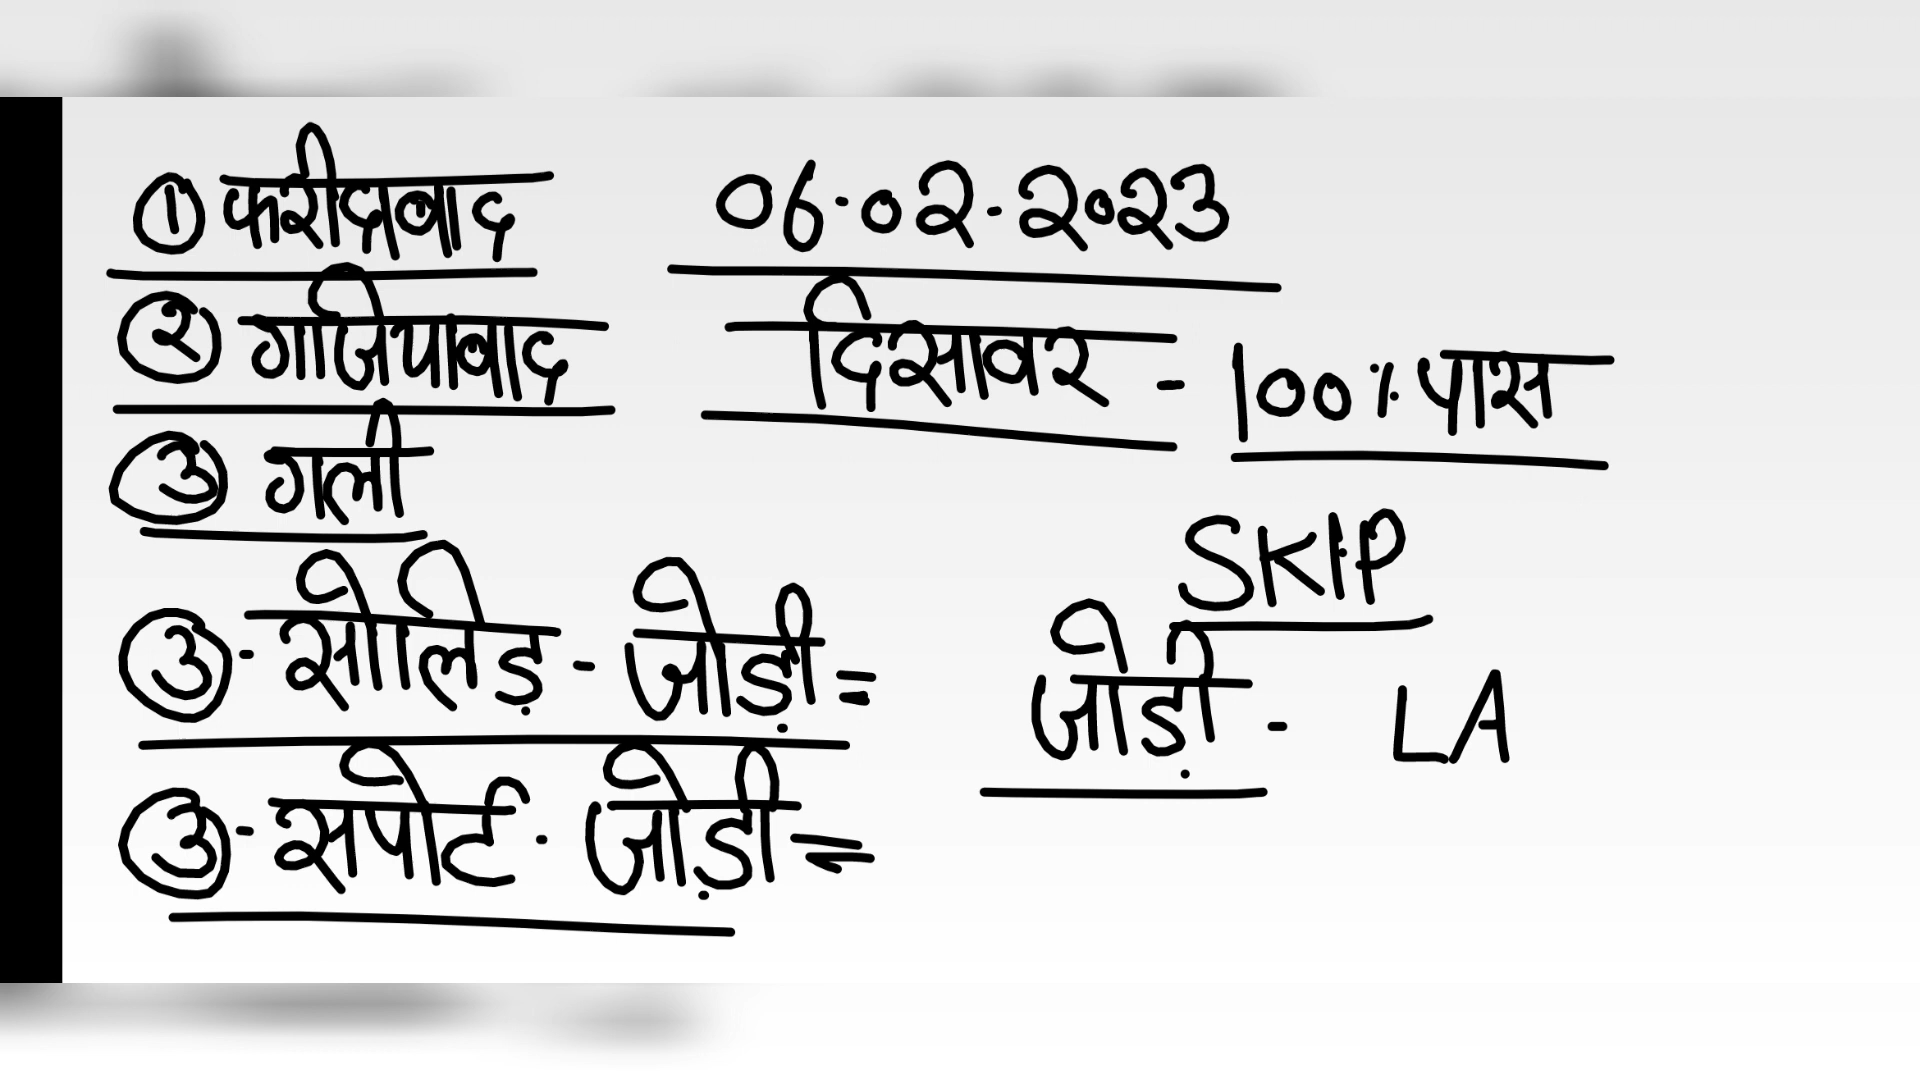 ① फरीदाबाद
② गाजियाबाद
③ गली
③ - सोलिड़ - जोड़ी =
③ - सपोर्ट - जोड़ी =
06.02.2023
दिसावर - 100% पास
SKIP
जोड़ी - LA